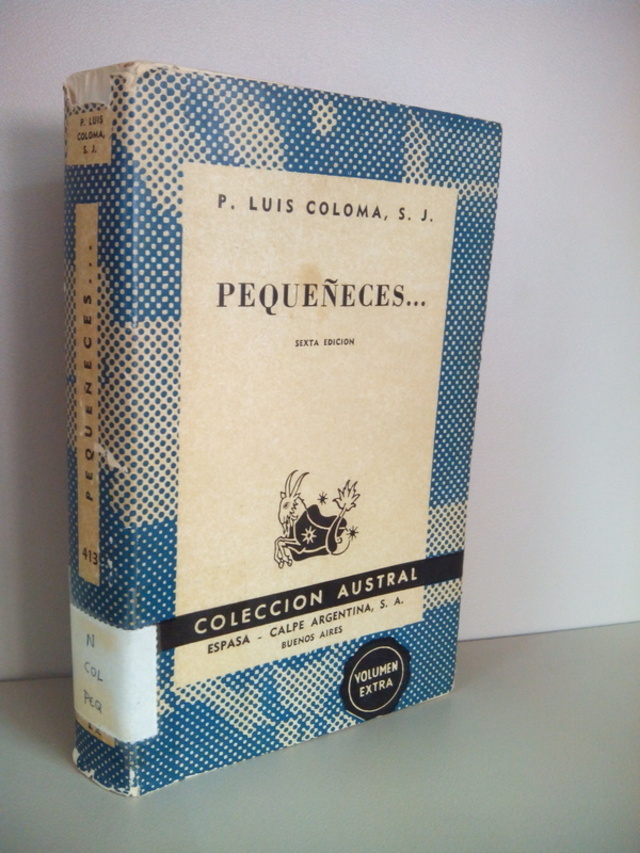 P. LUIS
COLOMA,
S. J.
PEQUEÑECES...
413
N
COL
PEQ
P. LUIS COLOMA, S. J.
PEQUEÑECES...
SEXTA EDICION
COLECCION AUSTRAL
ESPASA - CALPE ARGENTINA, S. A.
BUENOS AIRES
VOLUMEN
EXTRA